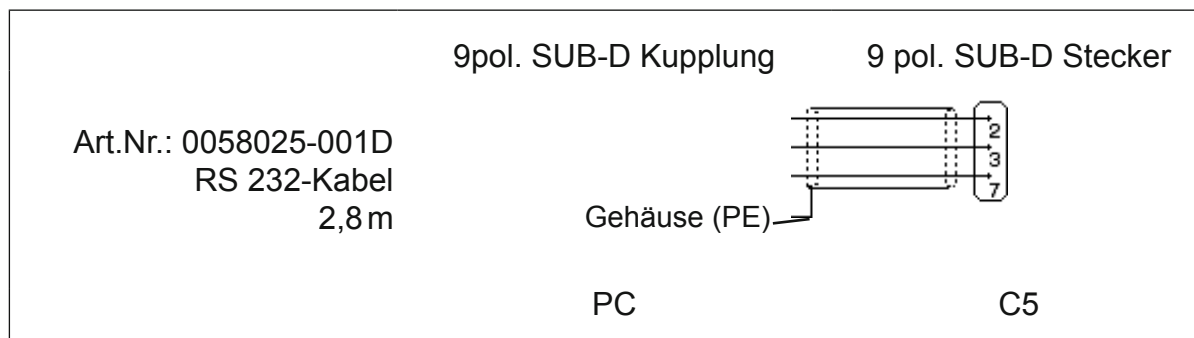 9pol. SUB-D Kupplung
9 pol. SUB-D Stecker
Art.Nr.: 0058025-001D
RS 232-Kabel
2,8 m
2
3
7
Gehäuse (PE)
PC
C5